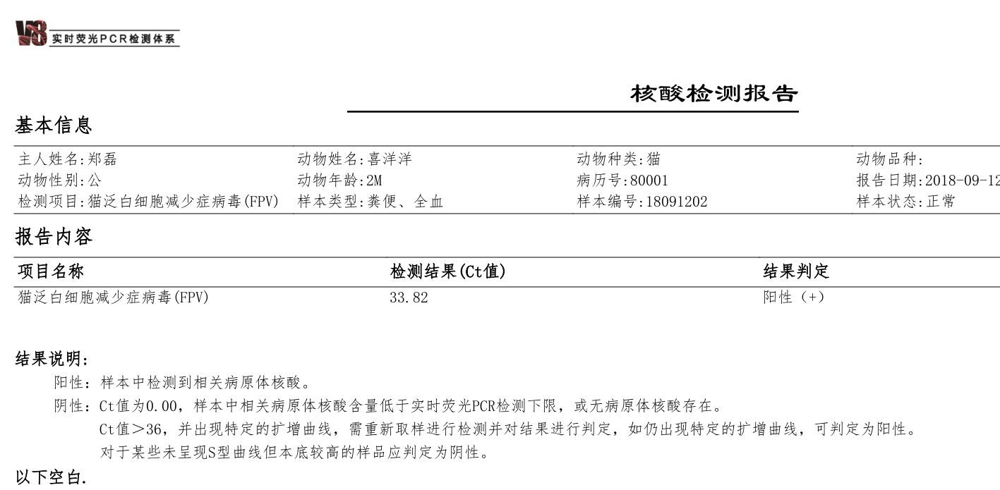 V8 实时荧光PCR检测体系
核酸检测报告
基本信息
主人姓名:郑磊 动物姓名:喜洋洋 动物种类:猫 动物品种:
动物性别:公 动物年龄:2M 病历号:80001 报告日期:2018-09-12
检测项目:猫泛白细胞减少症病毒(FPV) 样本类型:粪便、全血 样本编号:18091202 样本状态:正常
报告内容
项目名称 检测结果(Ct值) 结果判定
猫泛白细胞减少症病毒(FPV) 33.82 阳性（+）
结果说明:
阳性：样本中检测到相关病原体核酸。
阴性：Ct值为0.00，样本中相关病原体核酸含量低于实时荧光PCR检测下限，或无病原体核酸存在。
Ct值＞36，并出现特定的扩增曲线，需重新取样进行检测并对结果进行判定，如仍出现特定的扩增曲线，可判定为阳性。
对于某些未呈现S型曲线但本底较高的样品应判定为阴性。
以下空白.